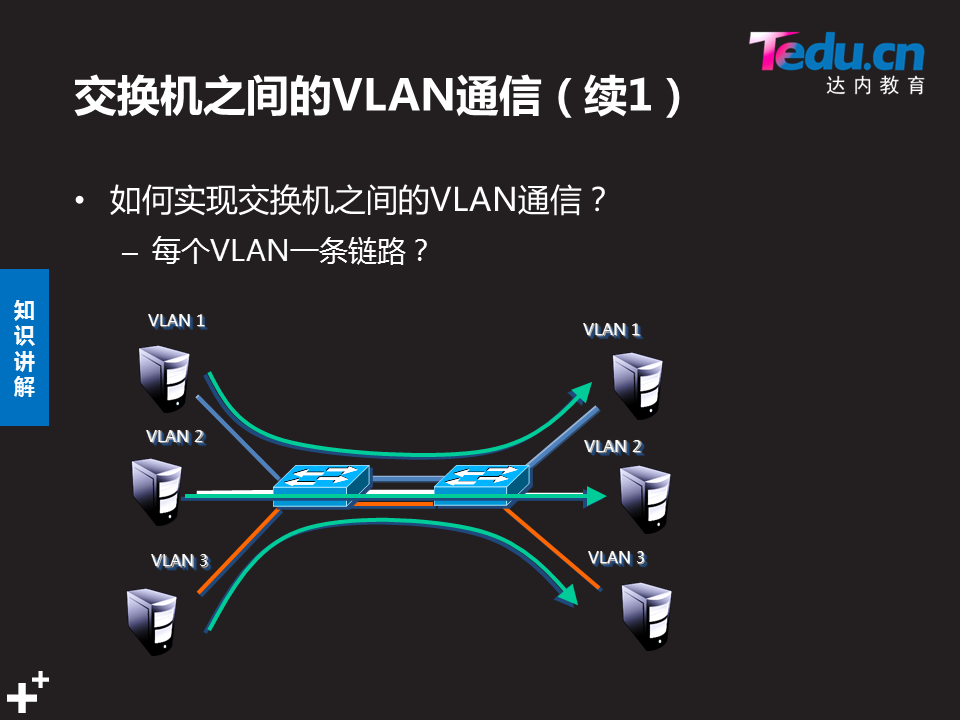 Tedu.cn
达内教育
交换机之间的VLAN通信（续1）
• 如何实现交换机之间的VLAN通信？
– 每个VLAN一条链路？
知识讲解
VLAN 1
VLAN 1
VLAN 2
VLAN 2
VLAN 3
VLAN 3